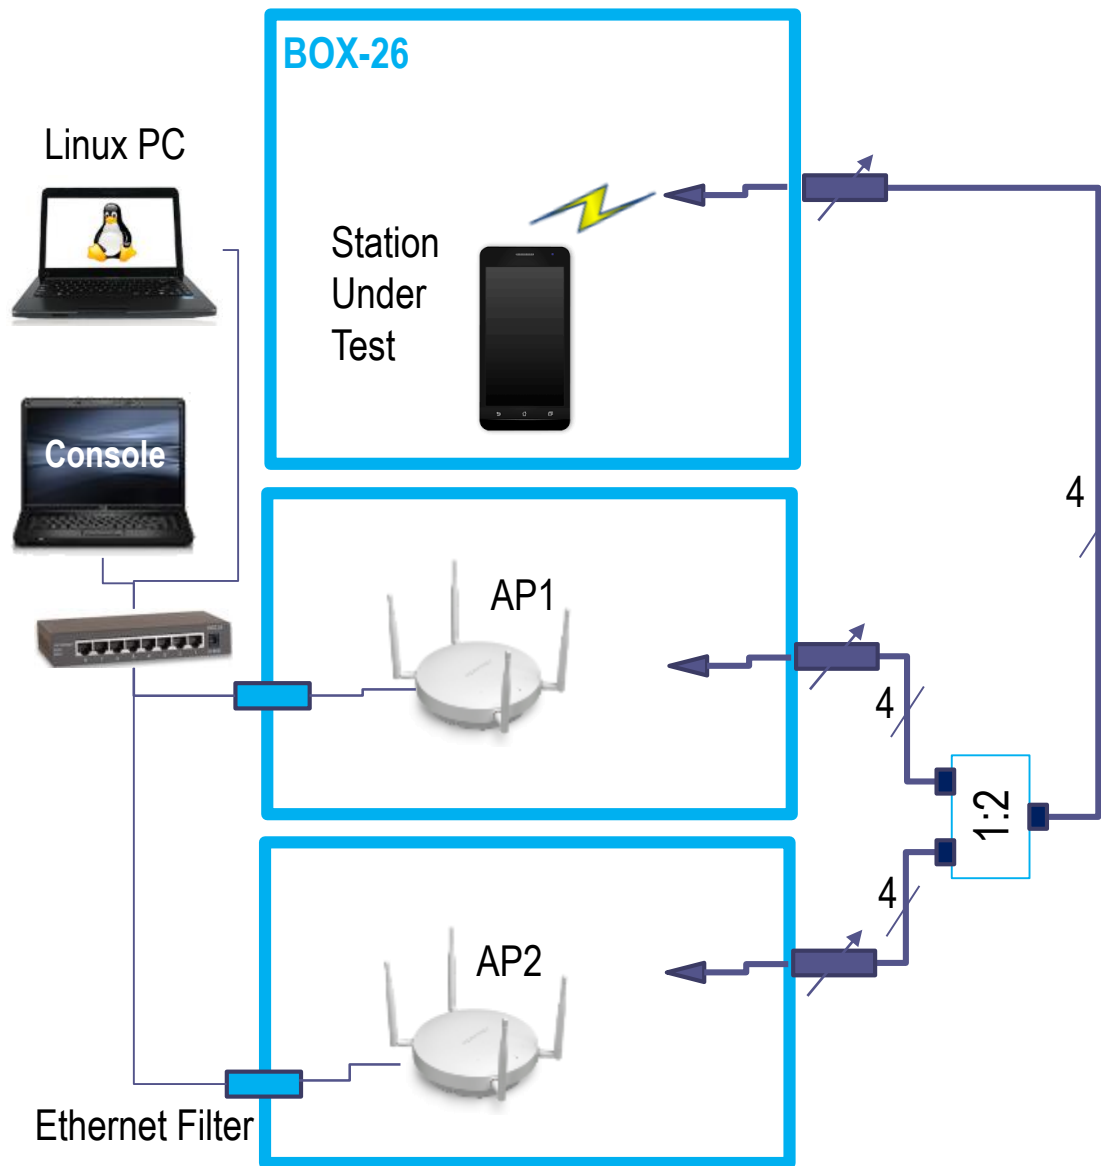 BOX-26
Linux PC
Station
Under
Test
Console
4
AP1
4
1:2
4
AP2
Ethernet Filter